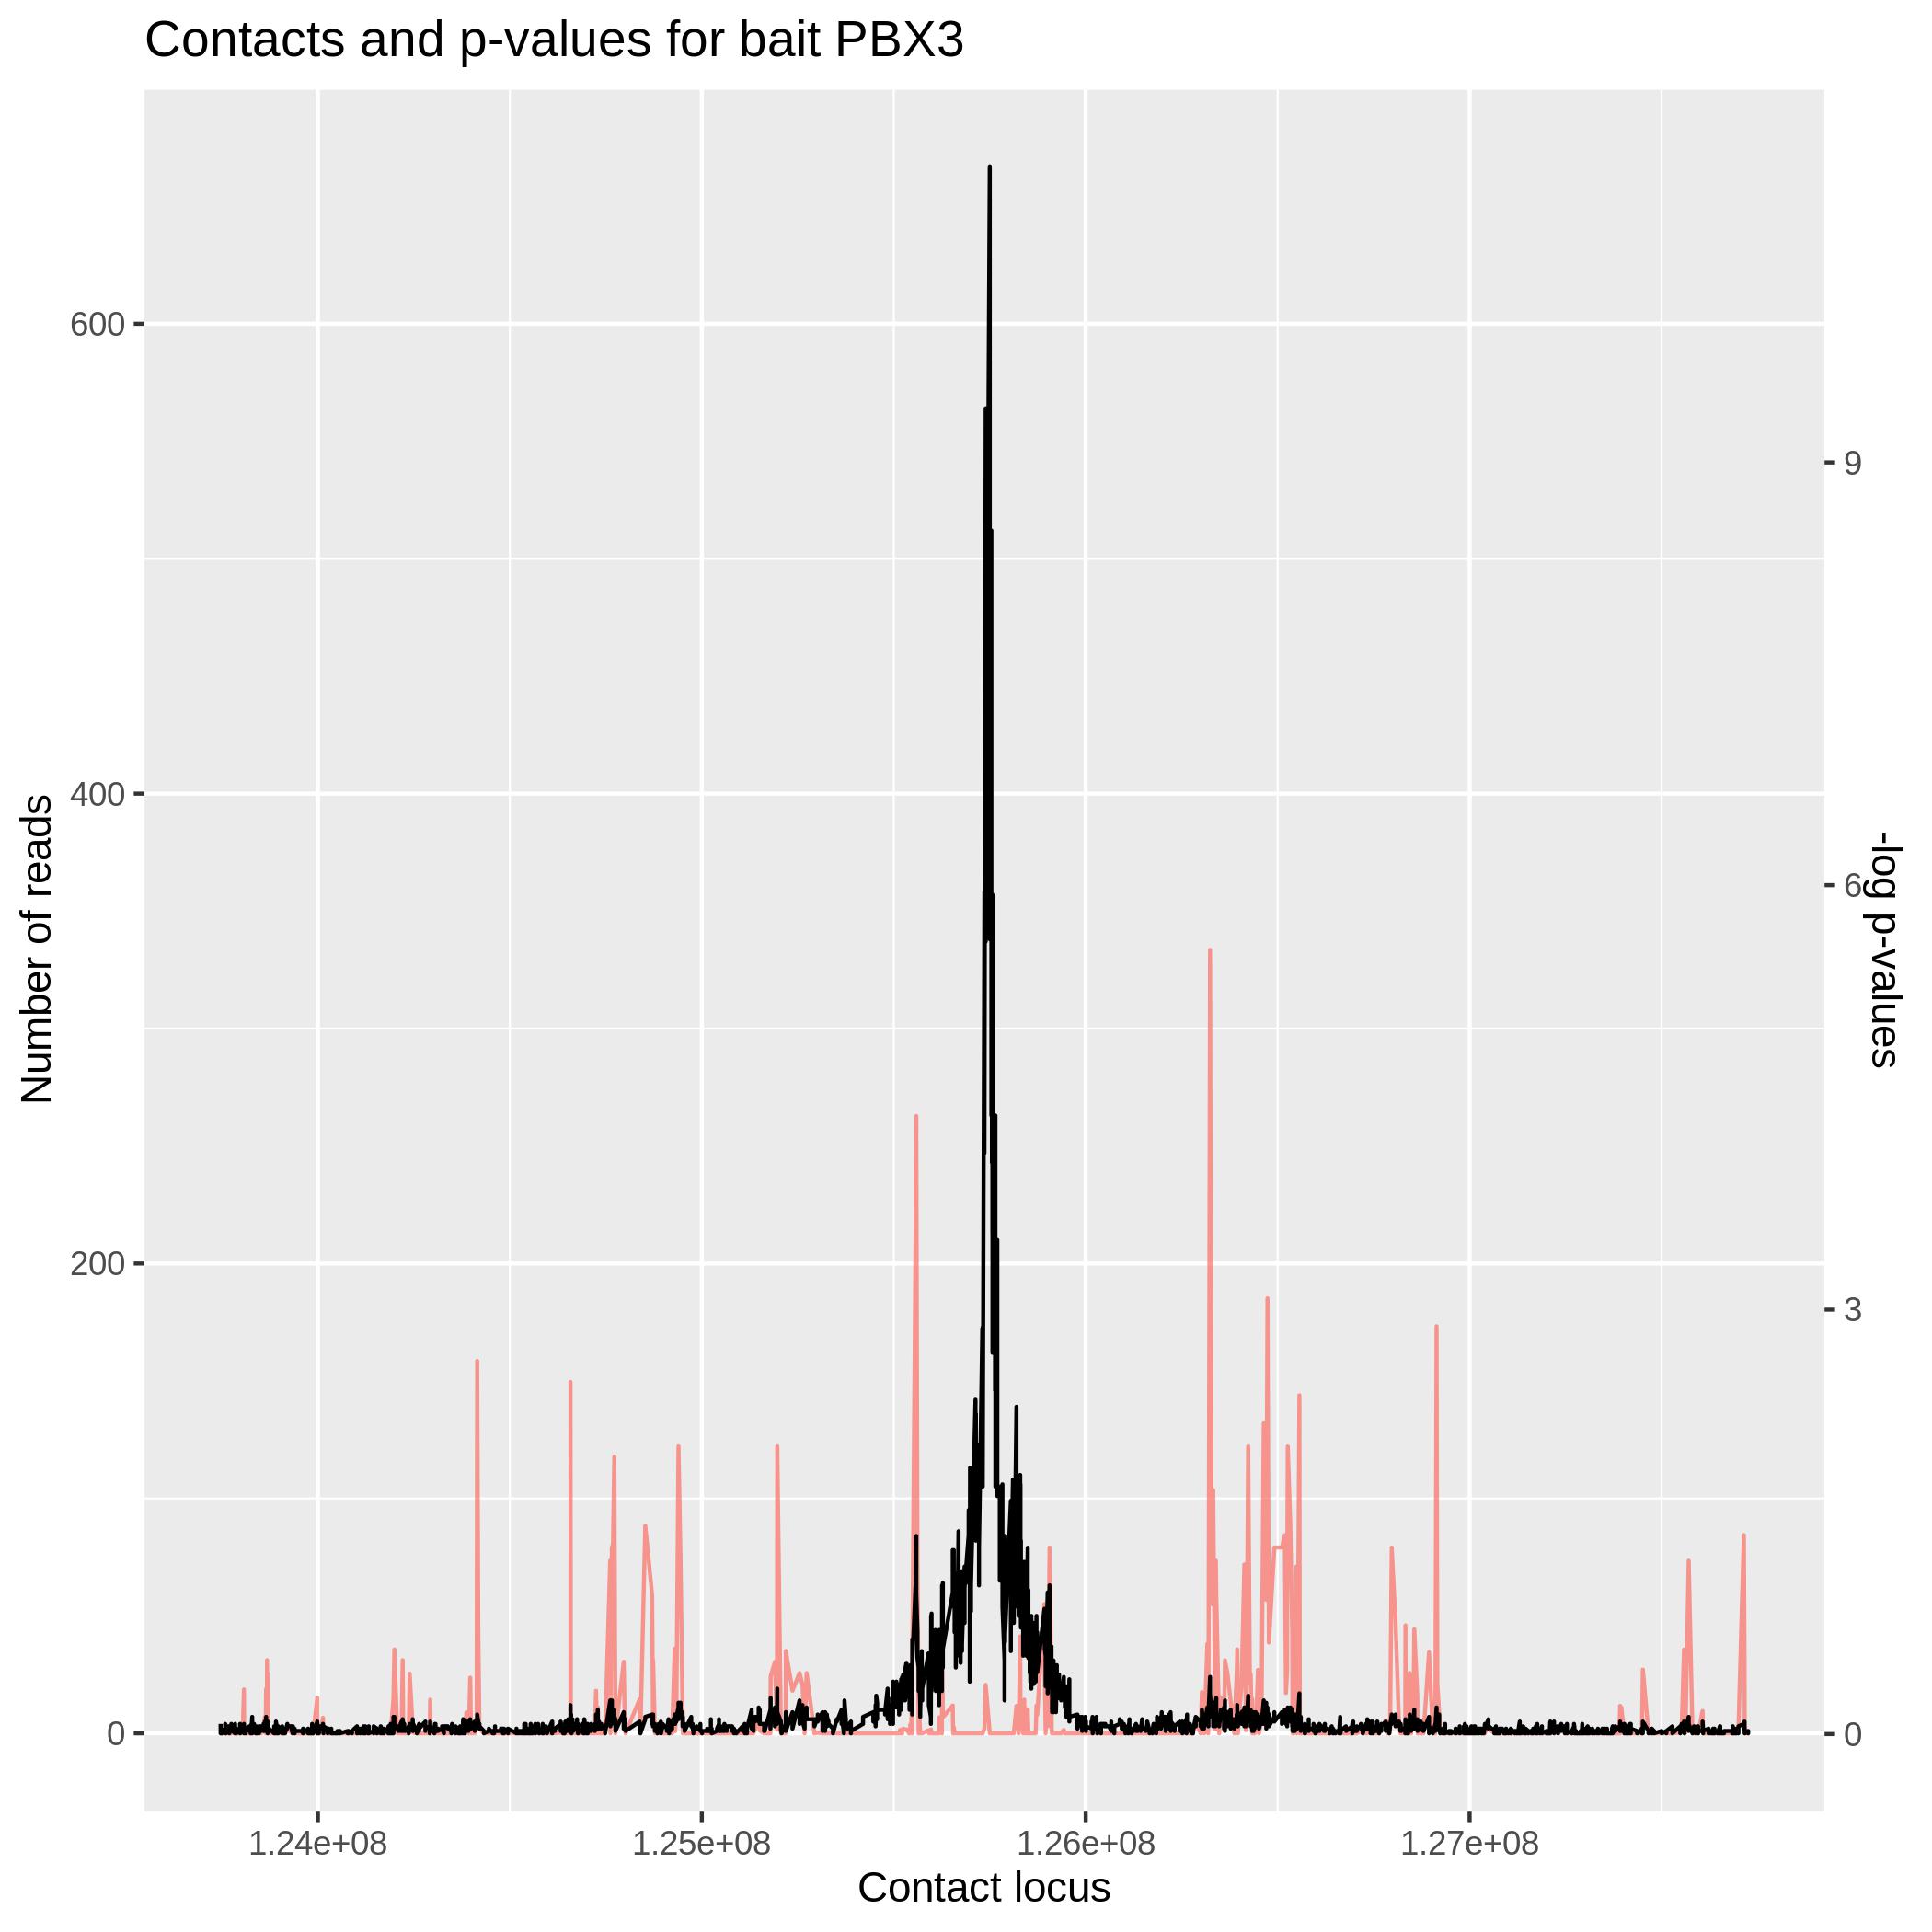 Contacts and p-values for bait PBX3
600
400
200
0
9
6
3
0
Number of reads
-log p-values
1.24e+08
1.25e+08
1.26e+08
1.27e+08
Contact locus